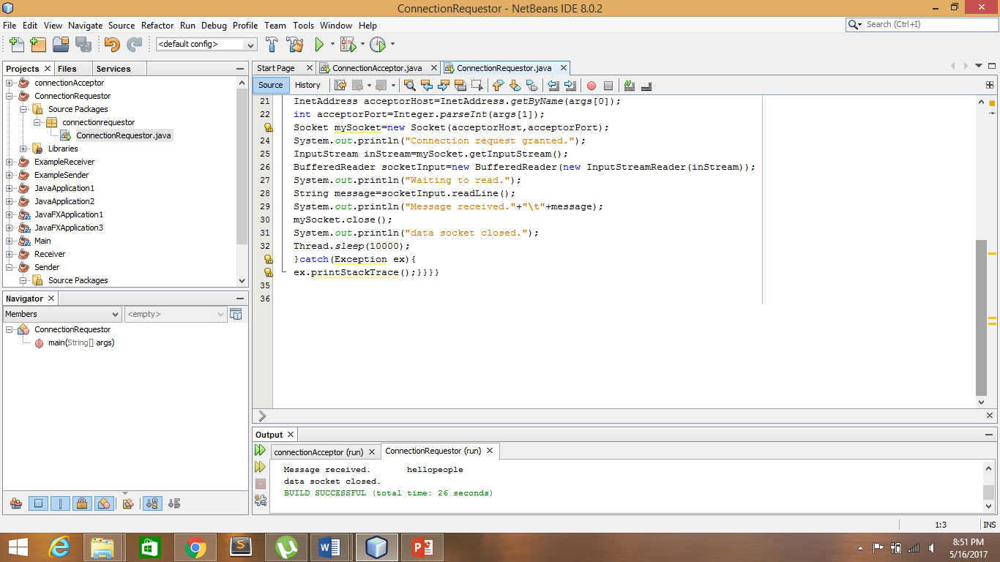 ConnectionRequestor - NetBeans IDE 8.0.2
File Edit View Navigate Source Refactor Run Debug Profile Team Tools Window Help
Search (Ctrl+I)
<default config>
Projects Files Services
connectionAcceptor
ConnectionRequestor
Source Packages
connectionrequestor
ConnectionRequestor.java
Libraries
ExampleReceiver
ExampleSender
JavaApplication1
JavaApplication2
JavaFXApplication1
JavaFXApplication3
Main
Receiver
Sender
Source Packages
Navigator
Members
<empty>
ConnectionRequestor
main(String[] args)
Start Page ConnectionAcceptor.java ConnectionRequestor.java
Source History
21 InetAddress acceptorHost=InetAddress.getByName(args[0]);
22 int acceptorPort=Integer.parseInt(args[1]);
Socket mySocket=new Socket(acceptorHost,acceptorPort);
24 System.out.println("Connection request granted.");
25 InputStream inStream=mySocket.getInputStream();
26 BufferedReader socketInput=new BufferedReader(new InputStreamReader(inStream));
27 System.out.println("Waiting to read.");
28 String message=socketInput.readLine();
29 System.out.println("Message received."+"\t"+message);
30 mySocket.close();
31 System.out.println("data socket closed.");
32 Thread.sleep(10000);
}catch(Exception ex){
ex.printStackTrace();}}}}
35
36
Output
connectionAcceptor (run) ConnectionRequestor (run)
Message received. hellopeople
data socket closed.
BUILD SUCCESSFUL (total time: 26 seconds)
1:3 INS
8:51 PM
5/16/2017